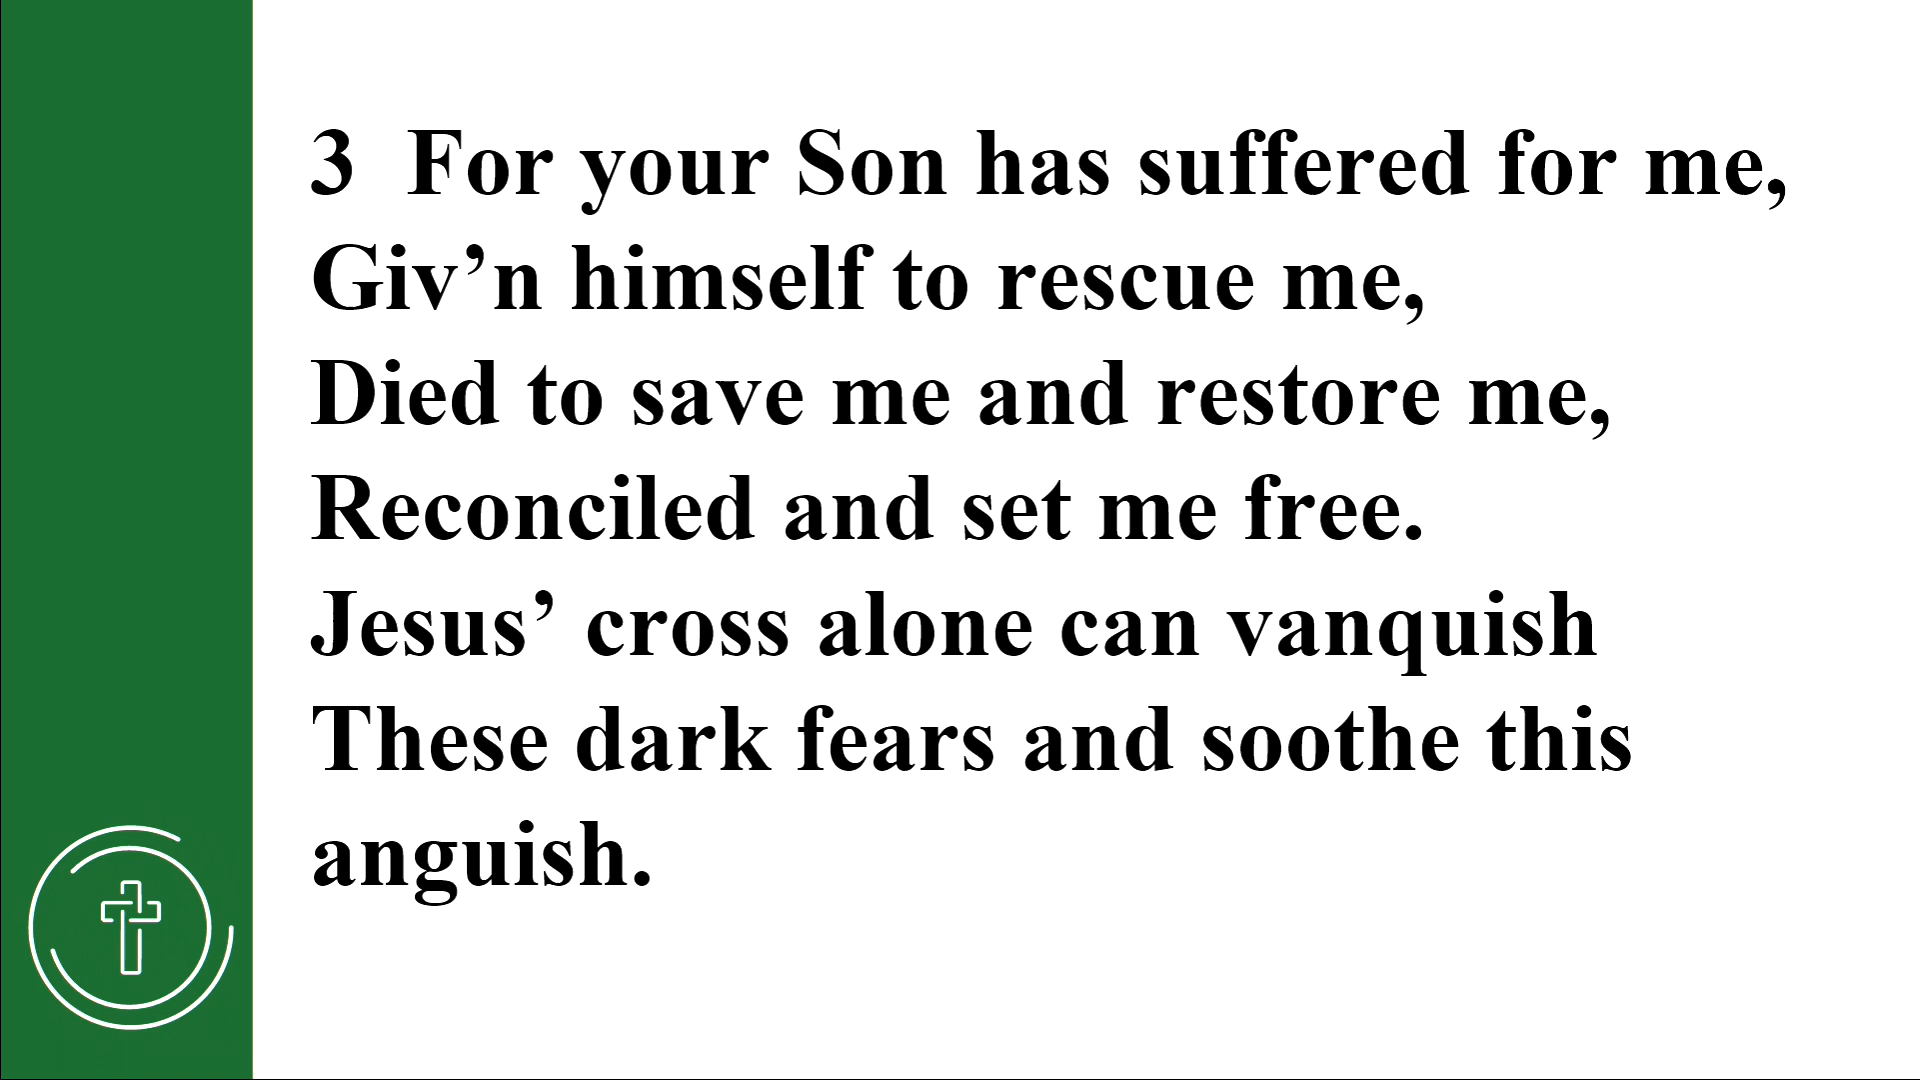 3  For your Son has suffered for me,
Giv’n himself to rescue me,
Died to save me and restore me,
Reconciled and set me free.
Jesus’ cross alone can vanquish
These dark fears and soothe this
anguish.